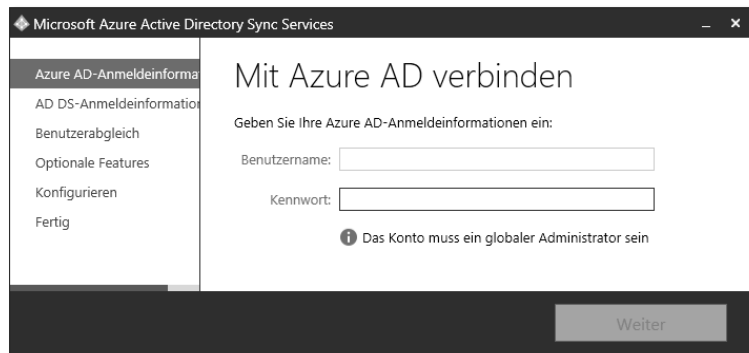 Microsoft Azure Active Directory Sync Services
Azure AD-Anmeldeinforma
AD DS-Anmeldeinformation
Benutzerabgleich
Optionale Features
Konfigurieren
Fertig
Mit Azure AD verbinden
Geben Sie Ihre Azure AD-Anmeldeinformationen ein:
Benutzername:
Kennwort:
Das Konto muss ein globaler Administrator sein
Weiter